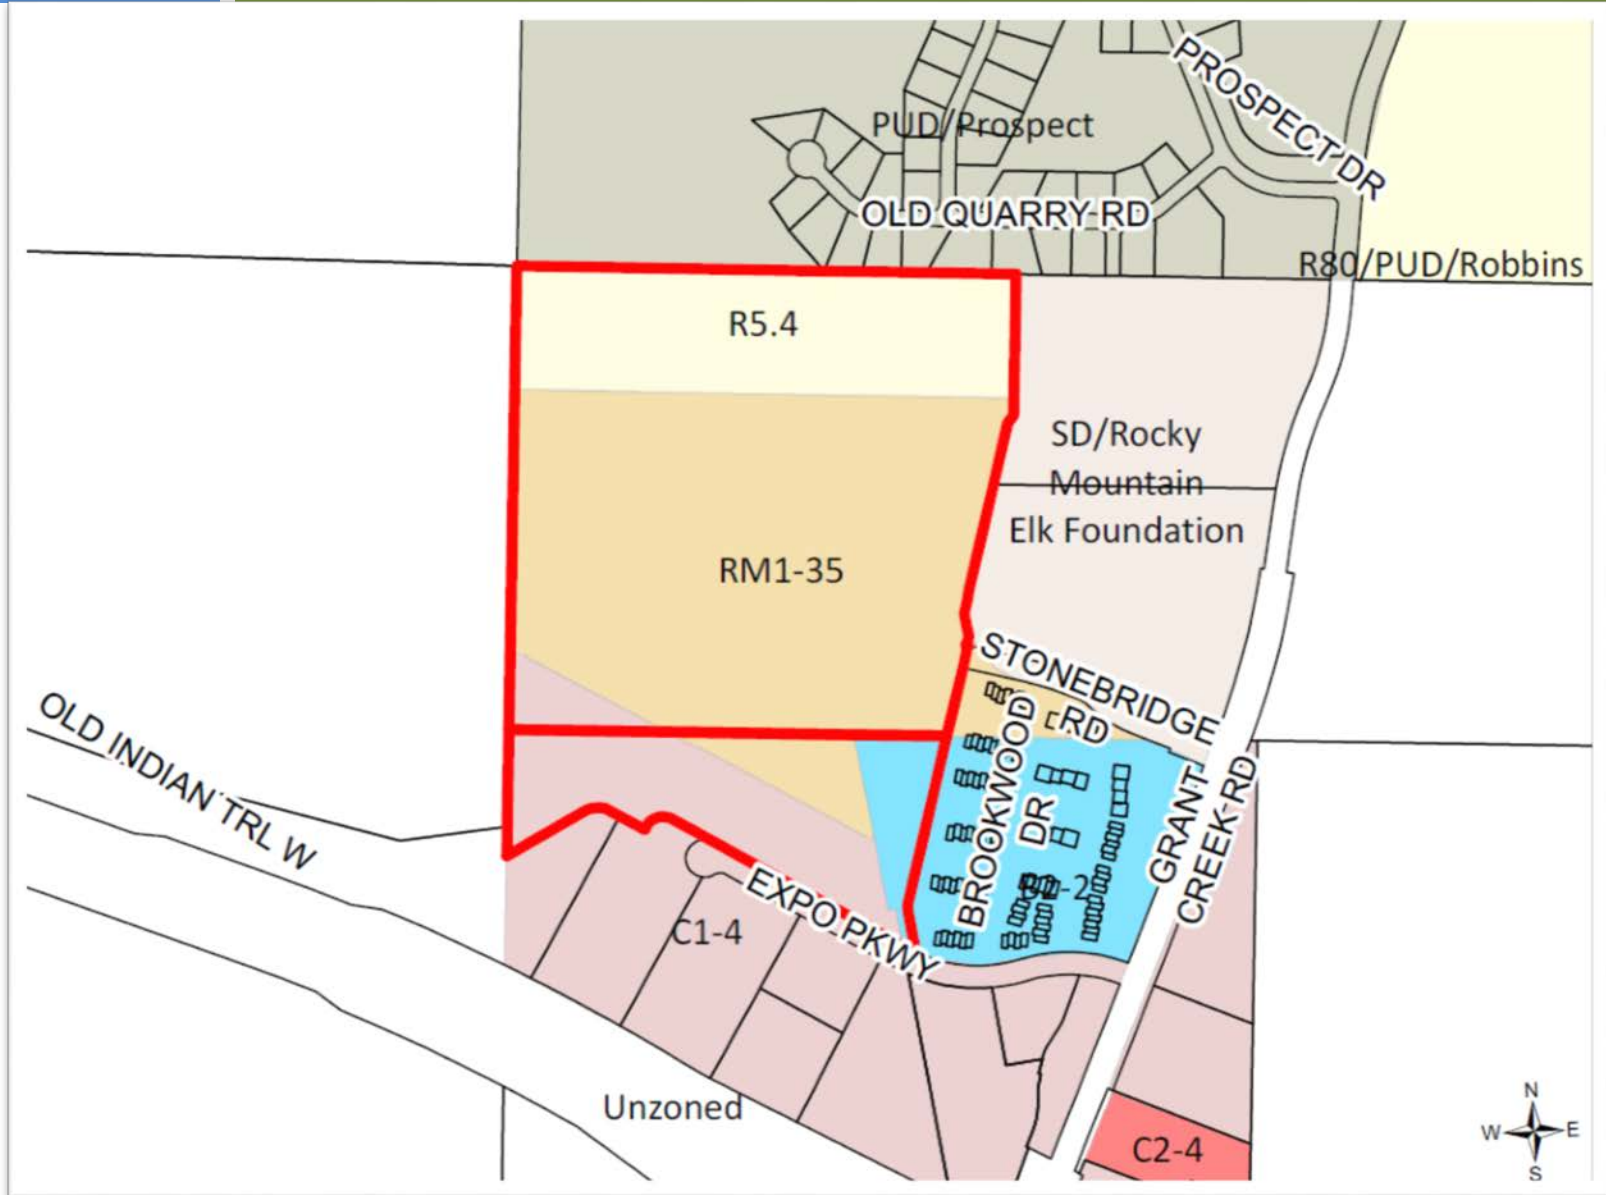 PROSPECT DR
PUD/Prospect
OLD QUARRY RD
R80/PUD/Robbins
R5.4
SD/Rocky
Mountain
Elk Foundation
RM1-35
STONEBRIDGE
RD
BROOKWOOD
DR
OLD INDIAN TRL W
GRANT
CREEK RD
EXPO PKWY
C1-4
Unzoned
C2-4
N
W E
S